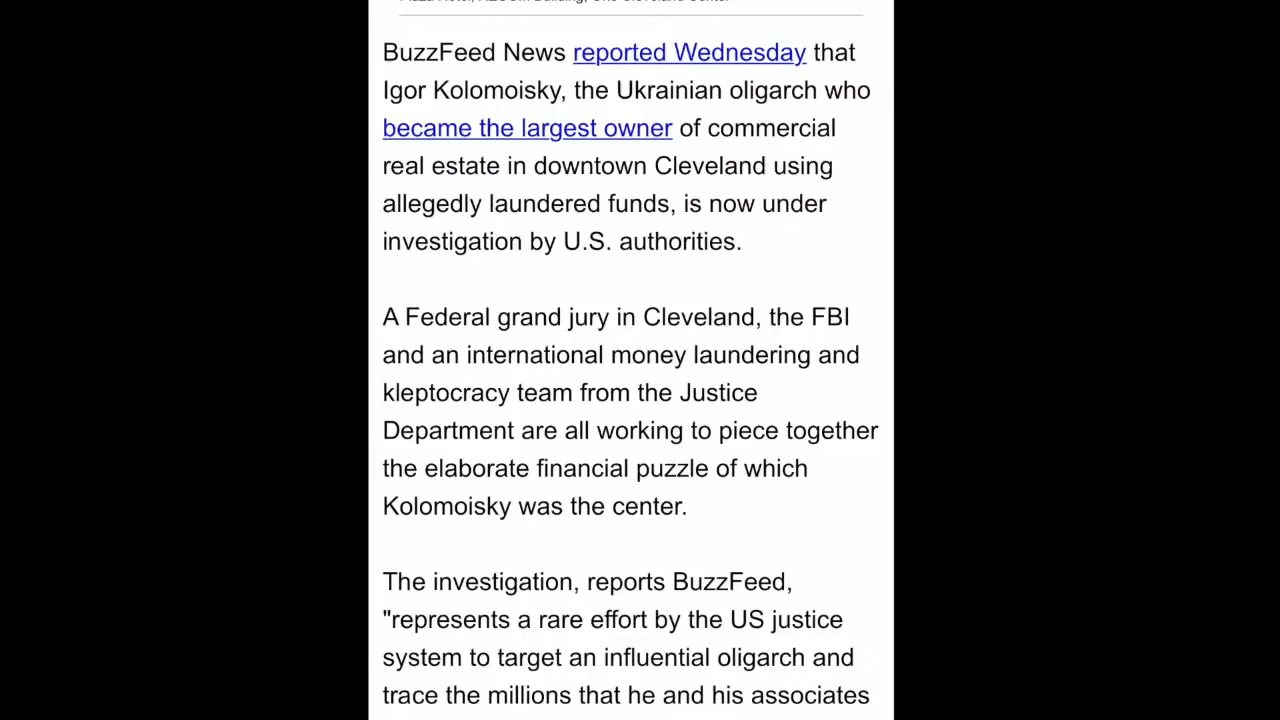 BuzzFeed News reported Wednesday that
Igor Kolomoisky, the Ukrainian oligarch who
became the largest owner of commercial
real estate in downtown Cleveland using
allegedly laundered funds, is now under
investigation by U.S. authorities.
A Federal grand jury in Cleveland, the FBI
and an international money laundering and
kleptocracy team from the Justice
Department are all working to piece together
the elaborate financial puzzle of which
Kolomoisky was the center.
The investigation, reports BuzzFeed,
"represents a rare effort by the US justice
system to target an influential oligarch and
trace the millions that he and his associates